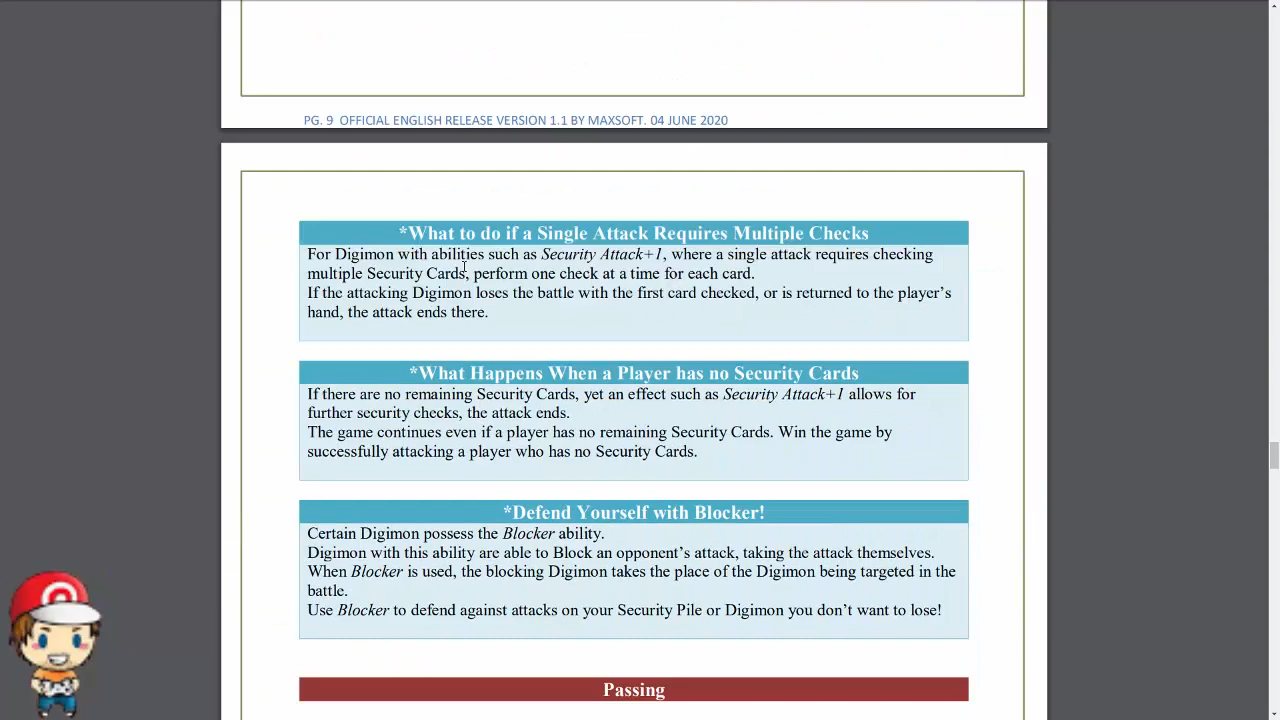 PG. 9 OFFICIAL ENGLISH RELEASE VERSION 1.1 BY MAXSOFT. 04 JUNE 2020
*What to do if a Single Attack Requires Multiple Checks
For Digimon with abilities such as Security Attack+1, where a single attack requires checking
multiple Security Cards, perform one check at a time for each card.
If the attacking Digimon loses the battle with the first card checked, or is returned to the player’s
hand, the attack ends there.
*What Happens When a Player has no Security Cards
If there are no remaining Security Cards, yet an effect such as Security Attack+1 allows for
further security checks, the attack ends.
The game continues even if a player has no remaining Security Cards. Win the game by
successfully attacking a player who has no Security Cards.
*Defend Yourself with Blocker!
Certain Digimon possess the Blocker ability.
Digimon with this ability are able to Block an opponent’s attack, taking the attack themselves.
When Blocker is used, the blocking Digimon takes the place of the Digimon being targeted in the
battle.
Use Blocker to defend against attacks on your Security Pile or Digimon you don’t want to lose!
Passing